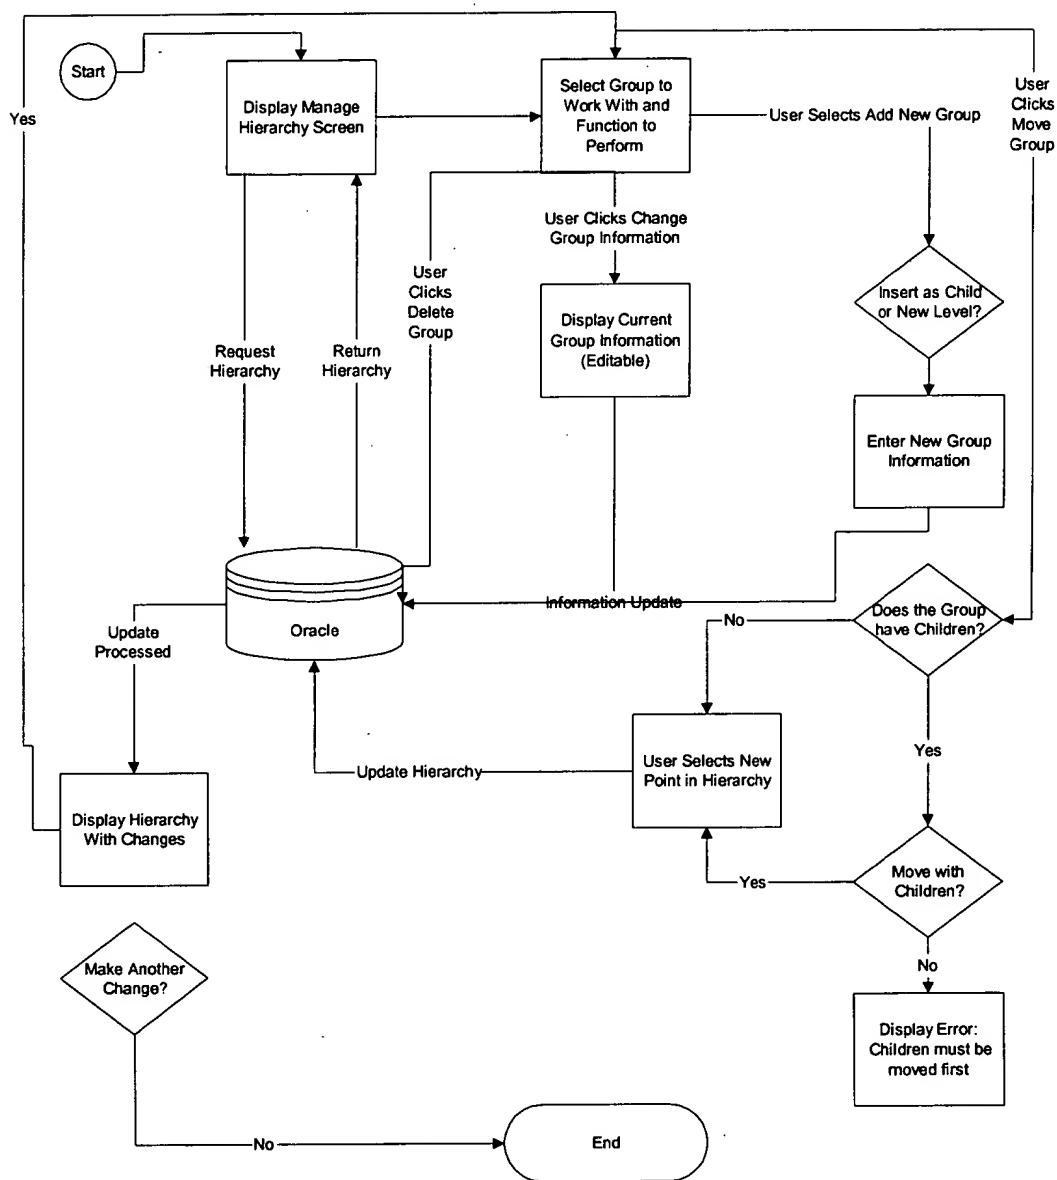 Start
Yes
Display Manage
Hierarchy Screen
Select Group to
Work With and
Function to
Perform
User Selects Add New Group
User
Clicks
Move
Group
User Clicks Change
Group Information
User
Clicks
Delete
Group
Insert as Child
or New Level?
Display Current
Group Information
(Editable)
Request
Hierarchy
Return
Hierarchy
Enter New Group
Information
Oracle
Information Update
Does the Group
have Children?
No
Update
Processed
Yes
User Selects New
Point in Hierarchy
Update Hierarchy
Display Hierarchy
With Changes
Move with
Children?
Yes
No
Make Another
Change?
Display Error:
Children must be
moved first
No
End